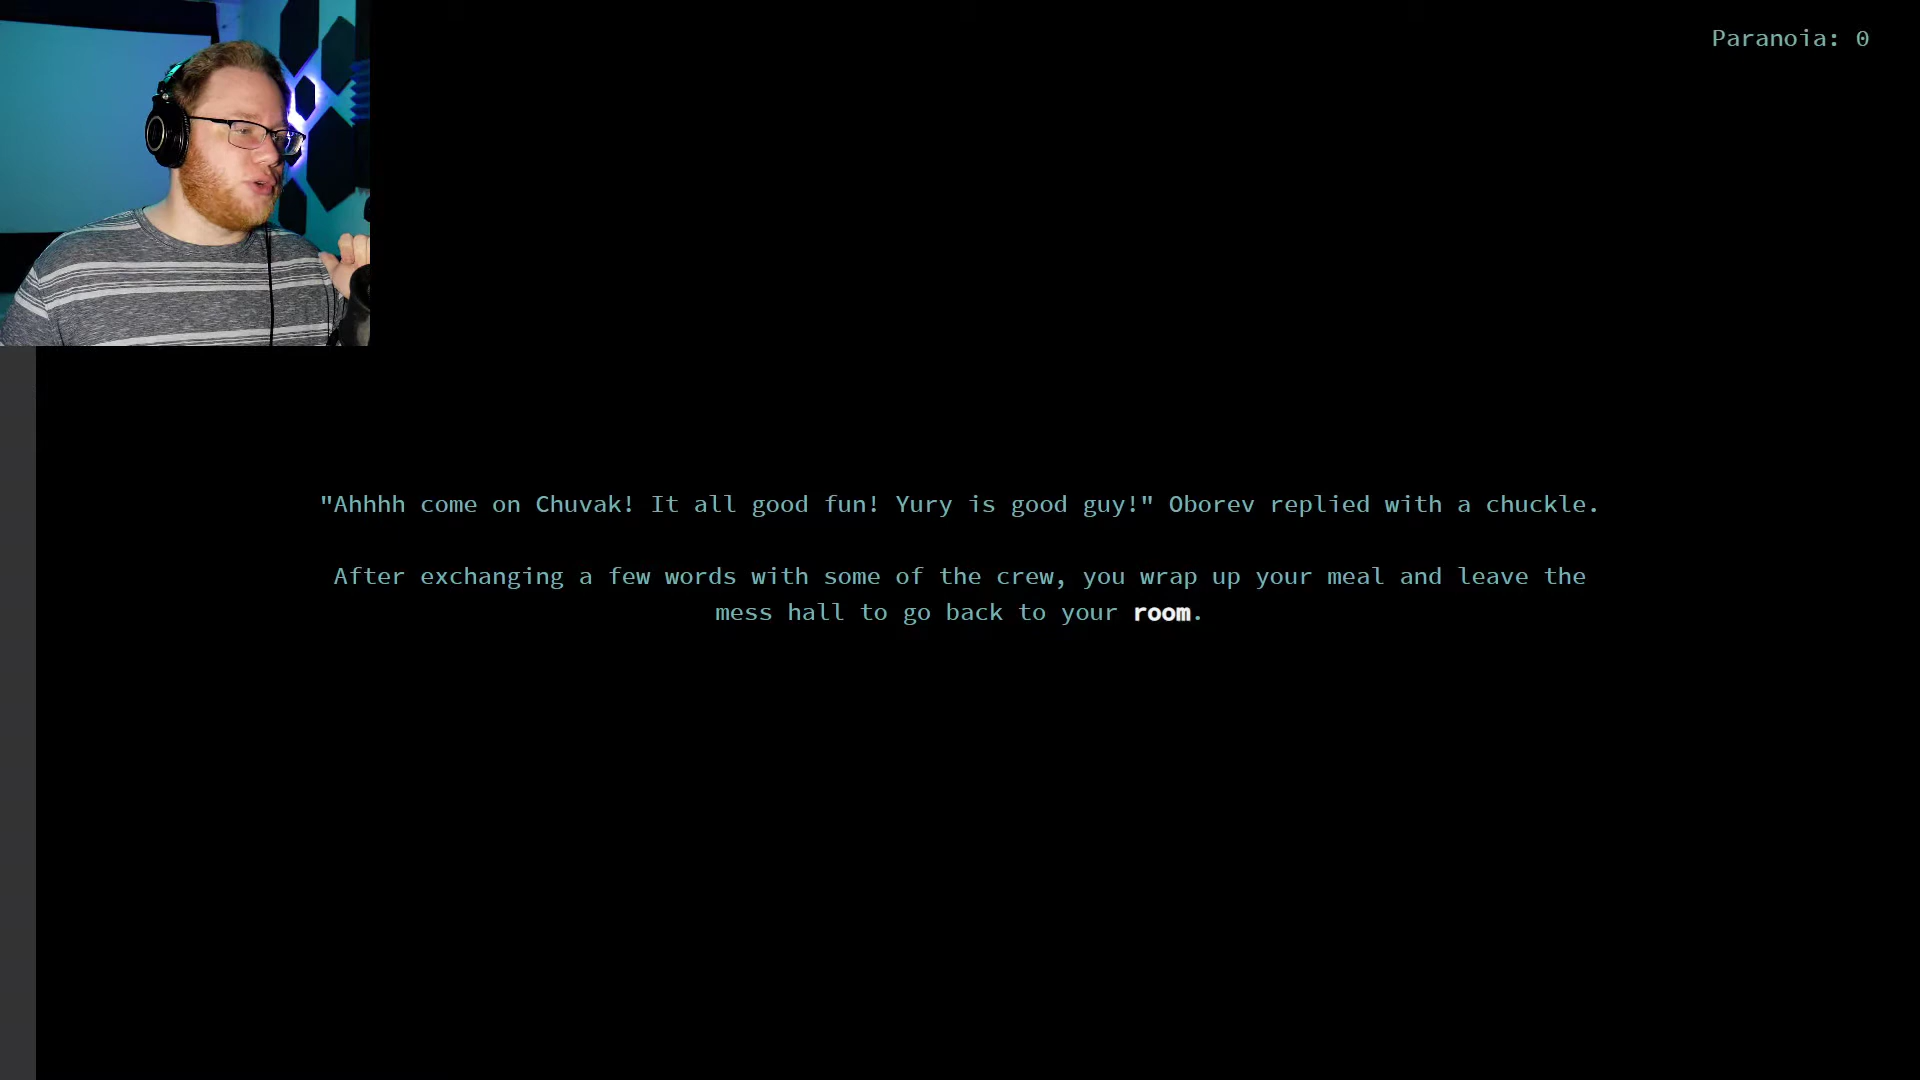 Paranoia: 0
"Ahhhh come on Chuvak! It all good fun! Yury is good guy!" Oborev replied with a chuckle.
After exchanging a few words with some of the crew, you wrap up your meal and leave the
mess hall to go back to your room.